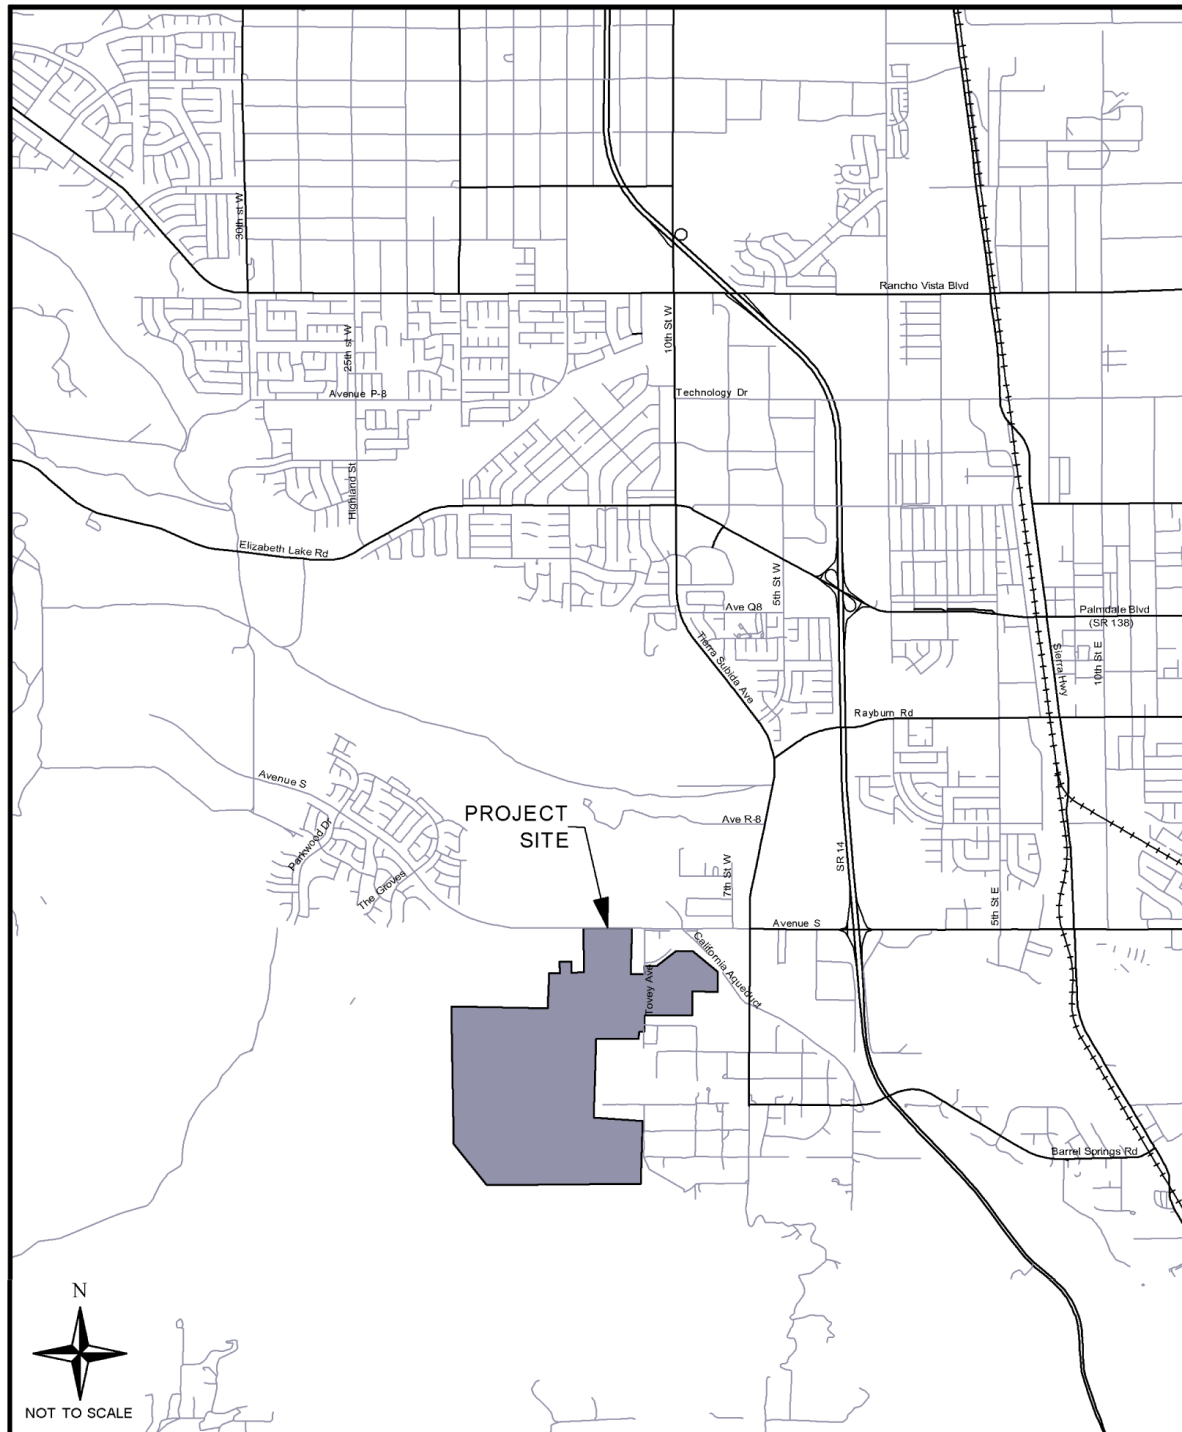 30th st W
Rancho Vista Blvd
10th St W
25th st W
Avenue P-8
Technology Dr
Highland St
Elizabeth Lake Rd
5th St W
Ave Q8
Palmdale Blvd
(SR 138)
Tierra Subida Ave
Sierra Hwy
10th St E
Rayburn Rd
Avenue S
PROJECT
SITE
Ave R-8
Parkwood Dr
SR 14
The Groves
7th St W
5th St E
Avenue S
California Aqueduct
Tovey Ave
Barrel Springs Rd
N
NOT TO SCALE